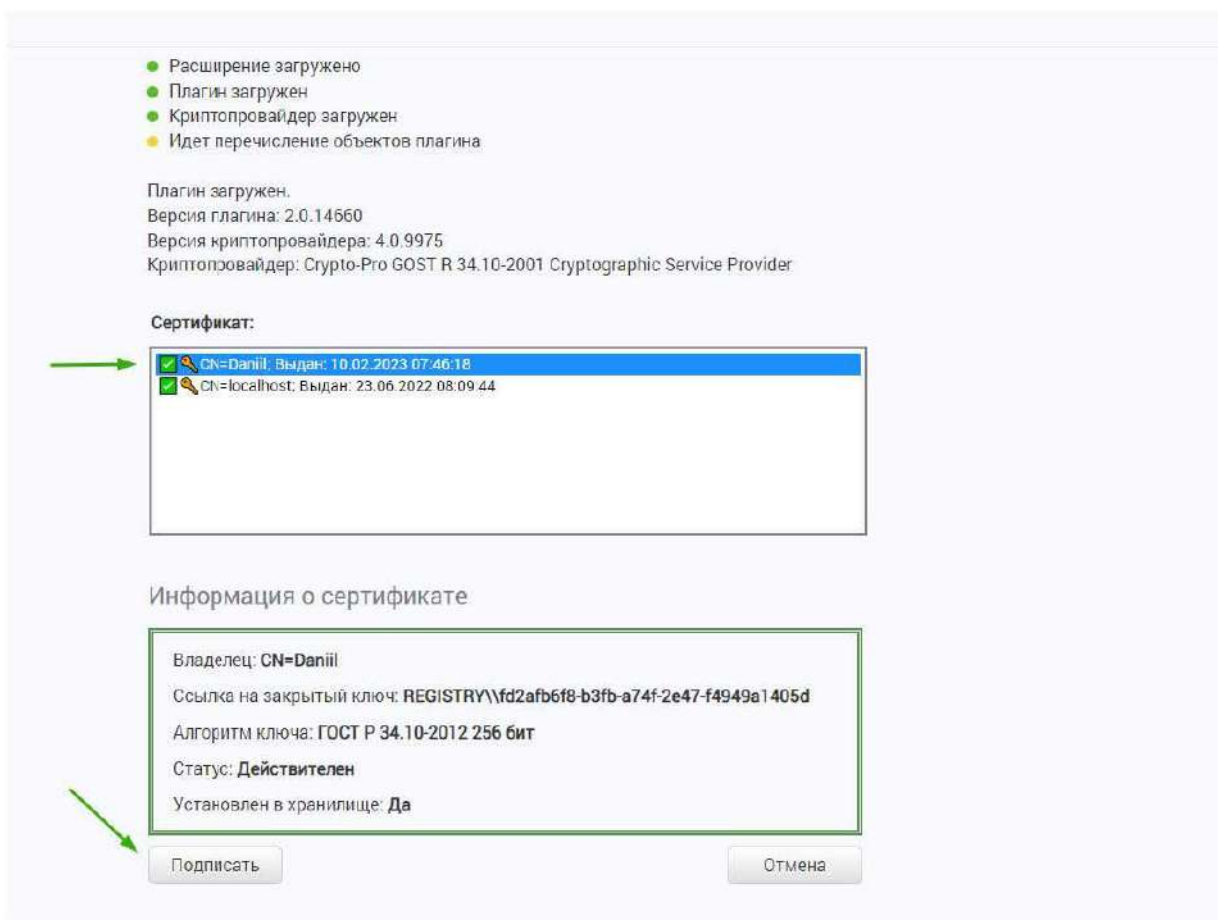 Расширение загружено
Плагин загружен
Криптопровайдер загружен
Идет перечисление объектов плагина
Плагин загружен.
Версия плагина: 2.0.14660
Версия криптопровайдера: 4.0.9975
Криптопровайдер: Crypto-Pro GOST R 34.10-2001 Cryptographic Service Provider
Сертификат:
CN=Daniil; Выдан: 10.02.2023 07:46:18
CN=localhost; Выдан: 23.06.2022 08:09:44
Информация о сертификате
Владелец: CN=Daniil
Ссылка на закрытый ключ: REGISTRY\\fd2afb6f8-b3fb-a74f-2e47-f4949a1405d
Алгоритм ключа: ГОСТ Р 34.10-2012 256 бит
Статус: Действителен
Установлен в хранилище: Да
Подписать
Отмена